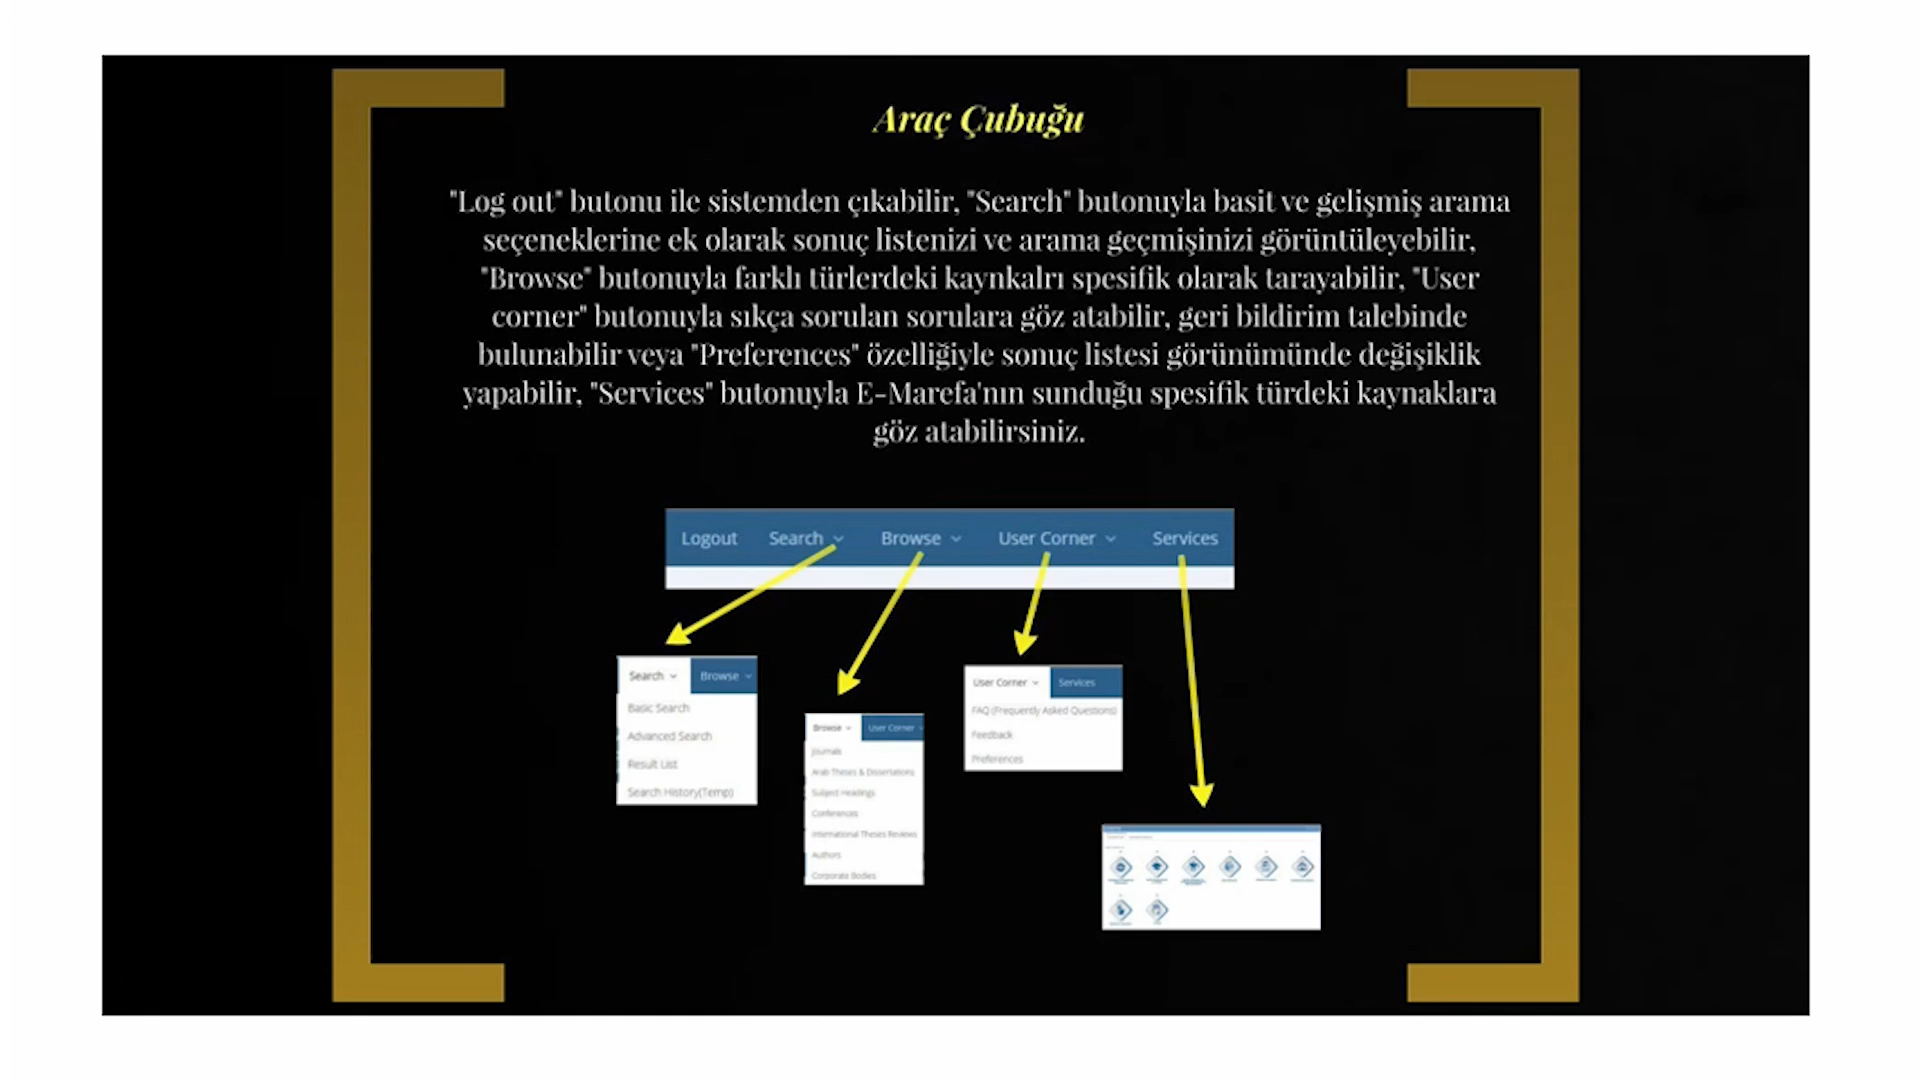 Araç Çubuğu
"Log out" butonu ile sistemden çıkabilir, "Search" butonuyla basit ve gelişmiş arama
seçeneklerine ek olarak sonuç listenizi ve arama geçmişinizi görüntüleyebilir,
"Browse" butonuyla farklı türlerdeki kaynkalrı spesifik olarak tarayabilir, "User
corner" butonuyla sıkça sorulan sorulara göz atabilir, geri bildirim talebinde
bulunabilir veya "Preferences" özelliğiyle sonuç listesi görünümünde değişiklik
yapabilir, "Services" butonuyla E-Marefa'nın sunduğu spesifik türdeki kaynaklara
göz atabilirsiniz.
Logout Search Browse User Corner Services
Search Browse
Basic Search
Advanced Search
Result List
Search History(Temp)
Browse User Corner
Journals
Arab Theses & Dissertations
Subject Headings
Conferences
International Theses Reviews
Authors
Corporate Bodies
User Corner Services
FAQ (Frequently Asked Questions)
Feedback
Preferences